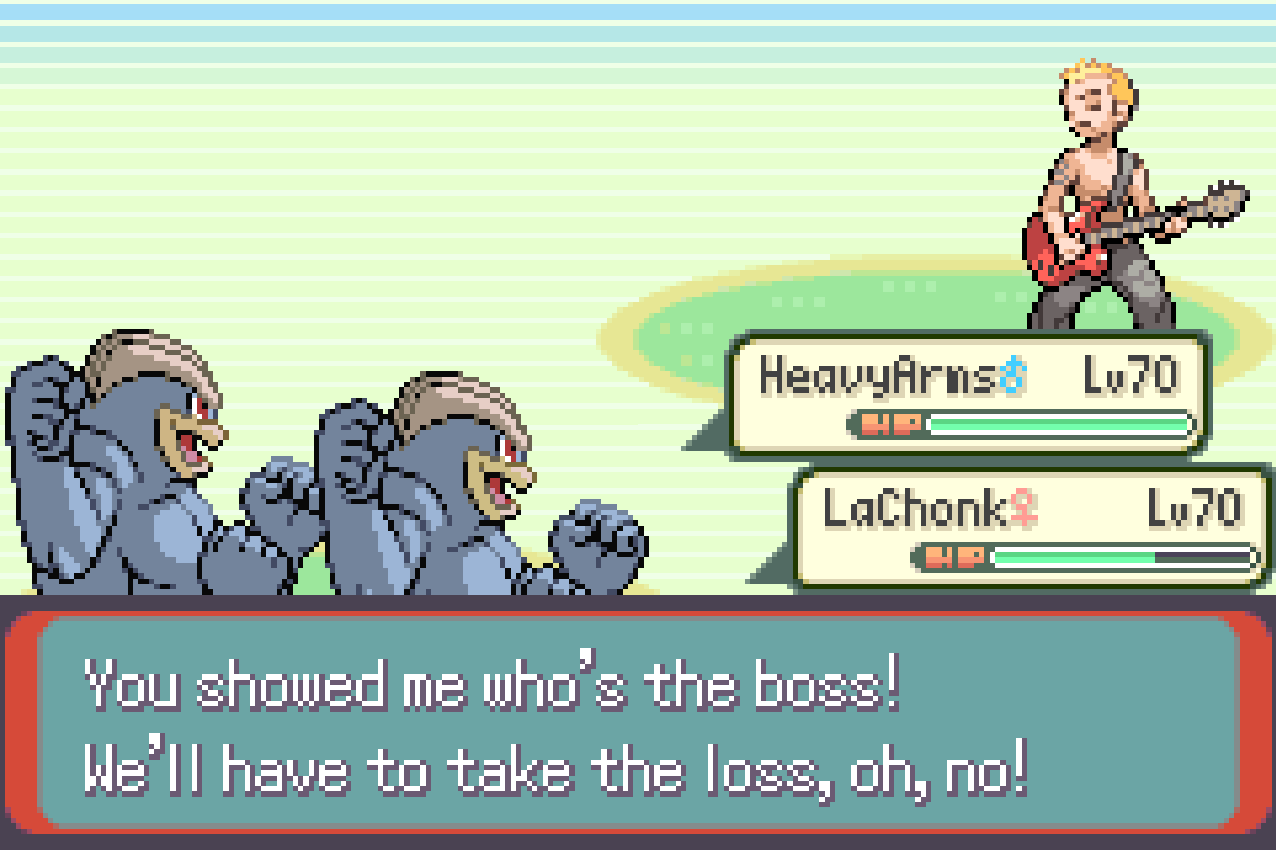 HeavyArms♂ Lv70
HP
LaChonk♀ Lv70
HP
You showed me who's the boss!
We'll have to take the loss, oh, no!